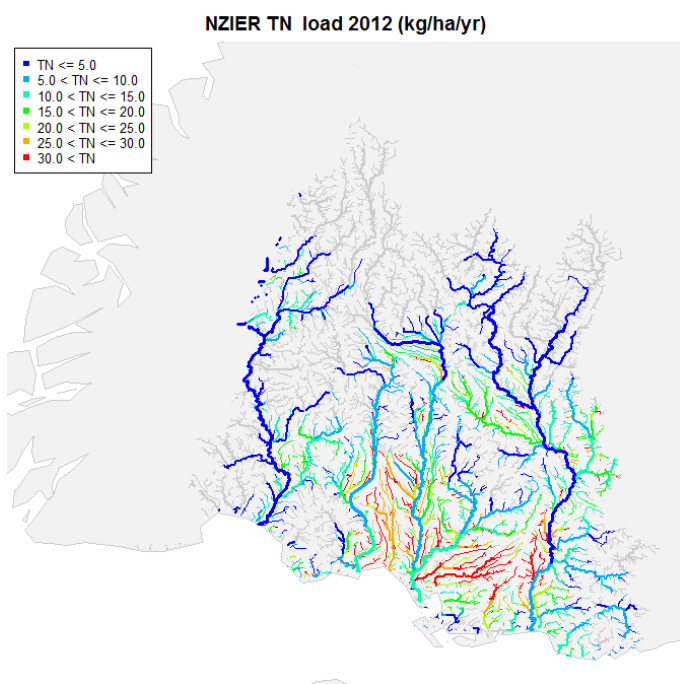 NZIER TN load 2012 (kg/ha/yr)
TN <= 5.0
5.0 < TN <= 10.0
10.0 < TN <= 15.0
15.0 < TN <= 20.0
20.0 < TN <= 25.0
25.0 < TN <= 30.0
30.0 < TN